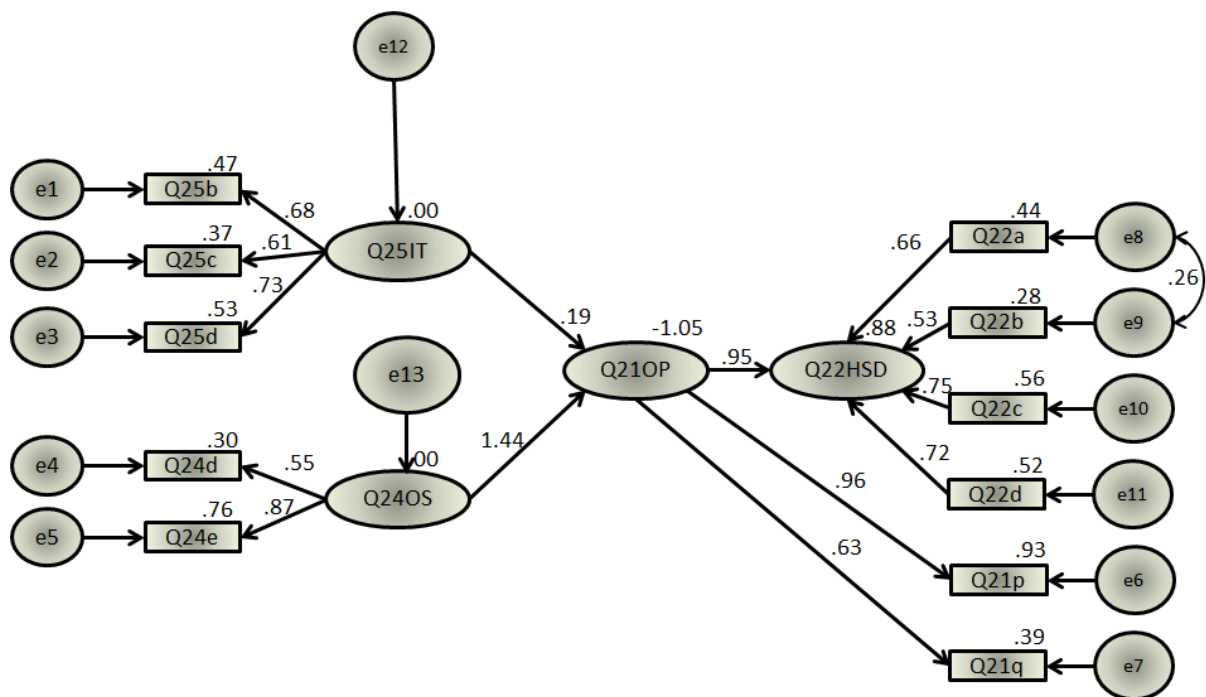 e12
.47
e1
Q25b
.68
.00
.37
e2
Q25c
.61
Q25IT
.73
.53
e3
Q25d
.19
-1.05
e13
Q21OP
.95
.88
Q22HSD
.44
.66
Q22a
e8
.26
.28
.53
Q22b
e9
.75
.56
Q22c
e10
.72
.52
Q22d
e11
.30
e4
Q24d
.55
.00
1.44
Q24OS
.76
e5
Q24e
.87
.96
.93
Q21p
e6
.63
.39
Q21q
e7